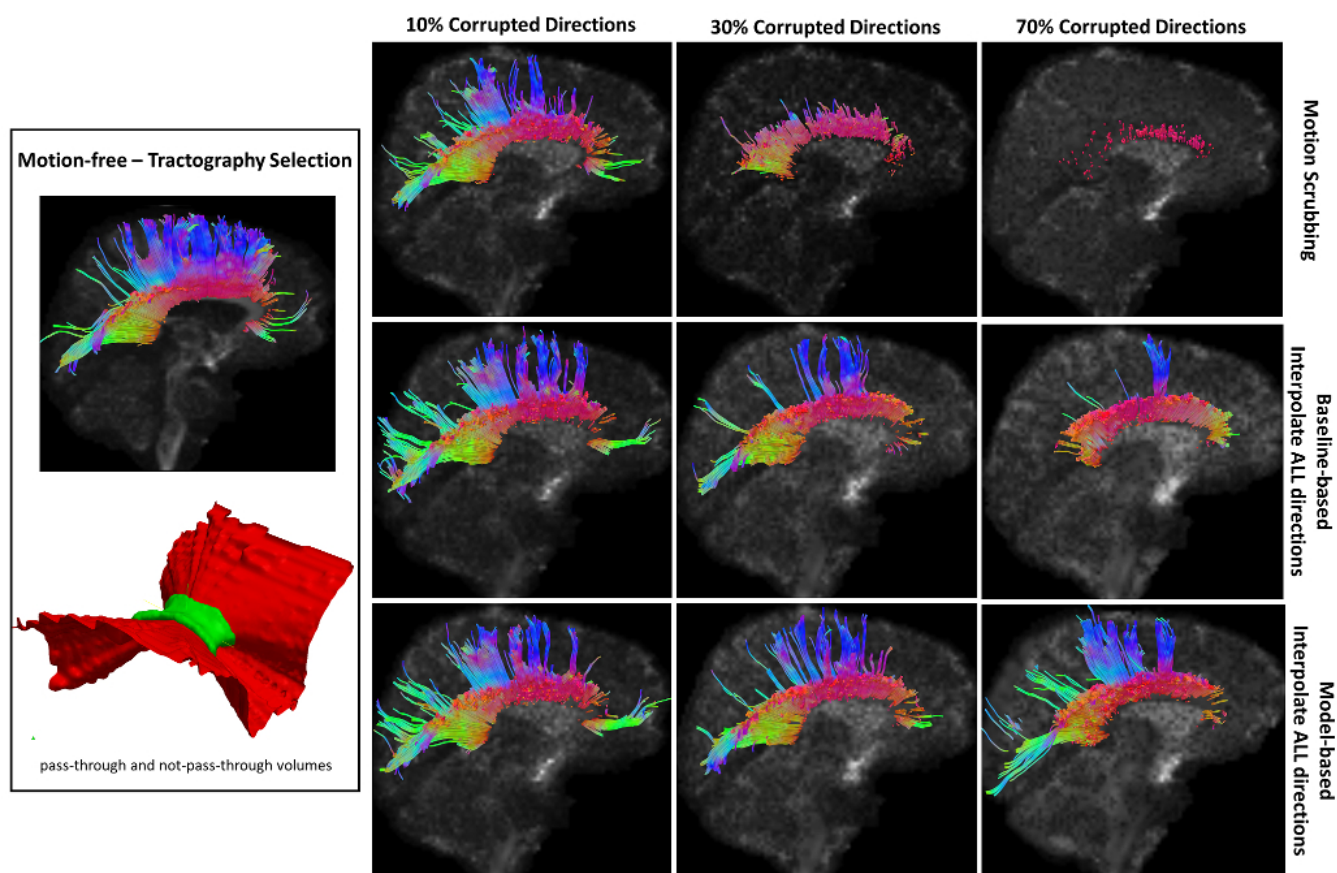 10% Corrupted Directions
30% Corrupted Directions
70% Corrupted Directions
Motion-free – Tractography Selection
pass-through and not-pass-through volumes
Motion Scrubbing
Baseline-based
Interpolate ALL directions
Model-based
Interpolate ALL directions